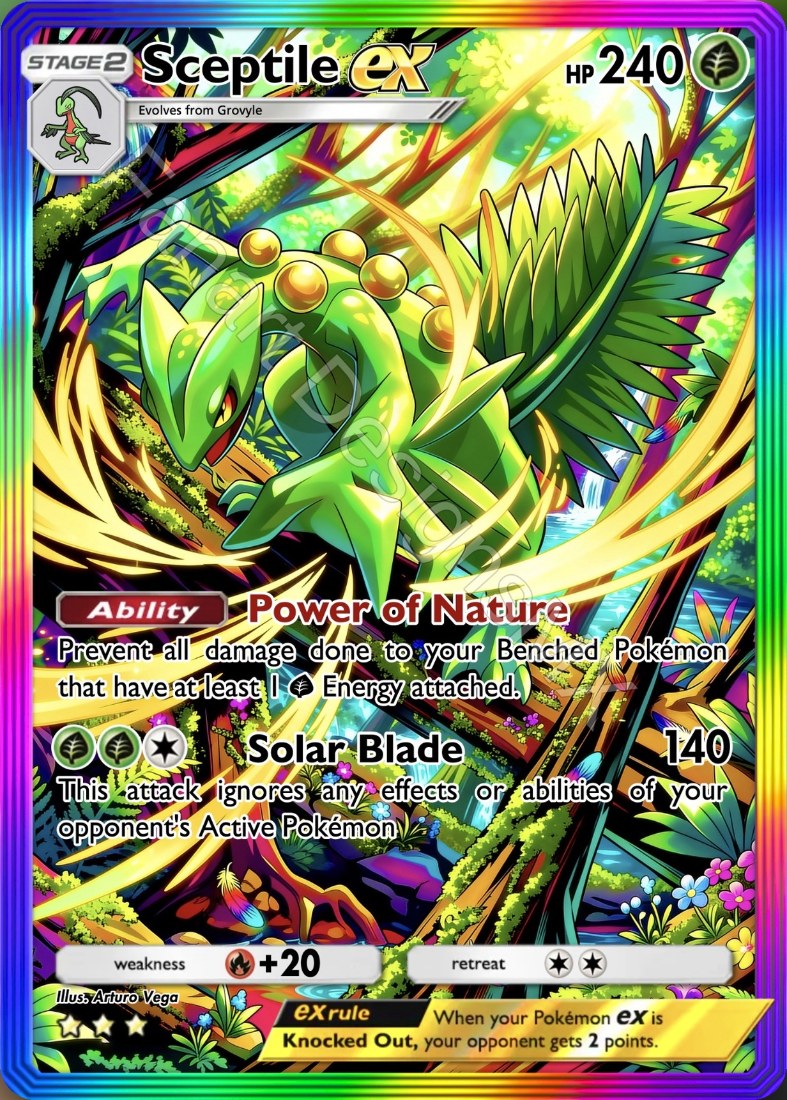 STAGE2 Sceptile ex HP 240
Evolves from Grovyle
Fanart Designs
Ability Power of Nature
Prevent all damage done to your Benched Pokémon
that have at least 1 Energy attached.
Solar Blade 140
This attack ignores any effects or abilities of your
opponent's Active Pokémon
weakness +20 retreat
Illus. Arturo Vega
ex rule When your Pokémon ex is
Knocked Out, your opponent gets 2 points.